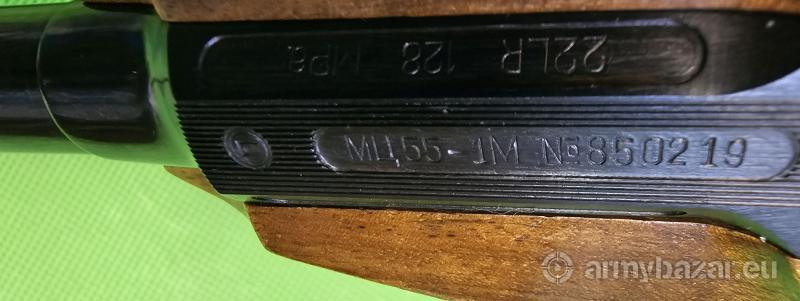 22LR 128 MPa
МЦ55-1М №850219
armybazar.eu